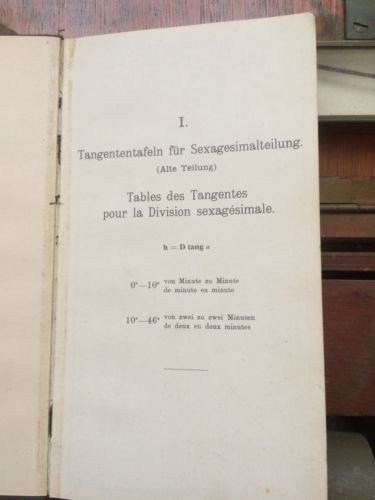 I.
Tangententafeln für Sexagesimalteilung.
(Alte Teilung)
Tables des Tangentes
pour la Division sexagésimale.
h = D tang α
0°—10° von Minute zu Minute
de minute en minute
10°—46° von zwei zu zwei Minuten
de deux en deux minutes